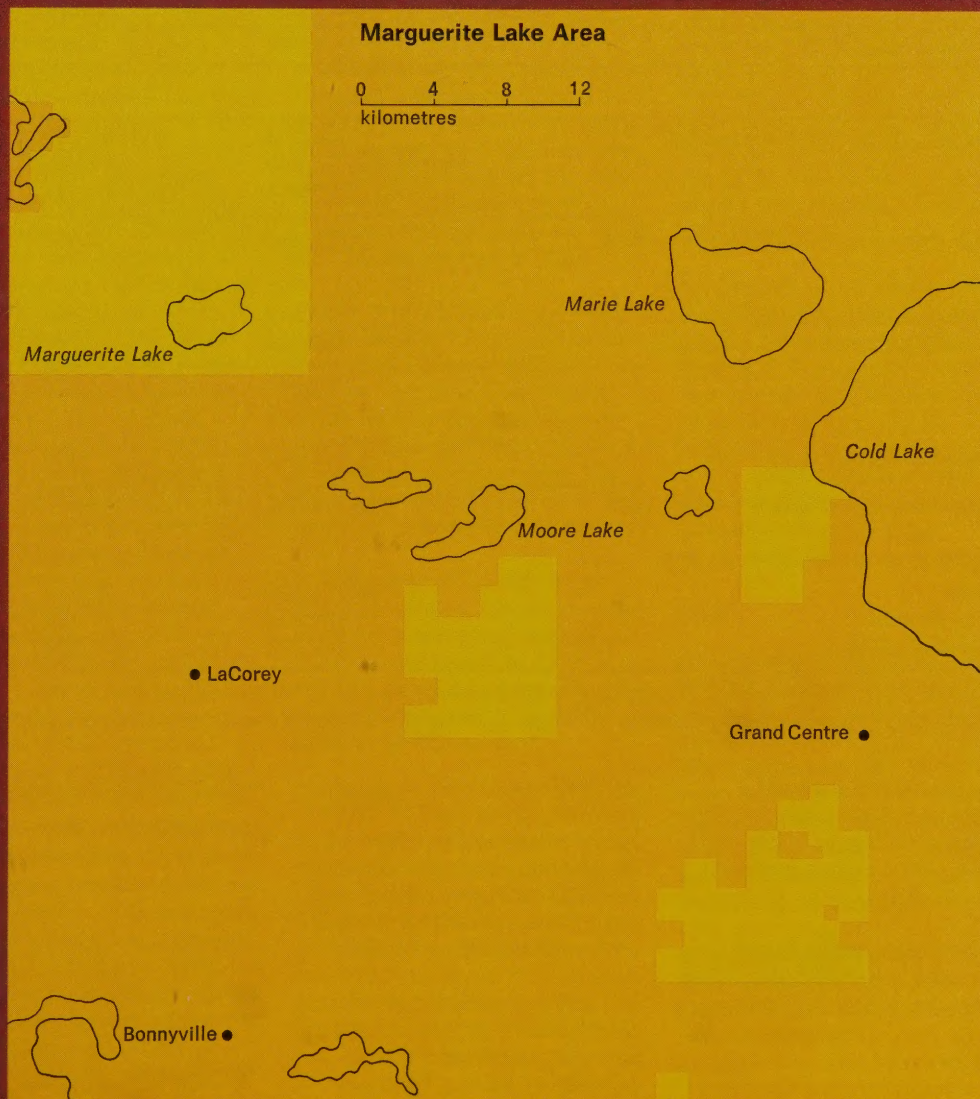 Marguerite Lake Area
0 4 8 12
kilometres
Marie Lake
Marguerite Lake
Cold Lake
Moore Lake
LaCorey
Grand Centre
Bonnyville